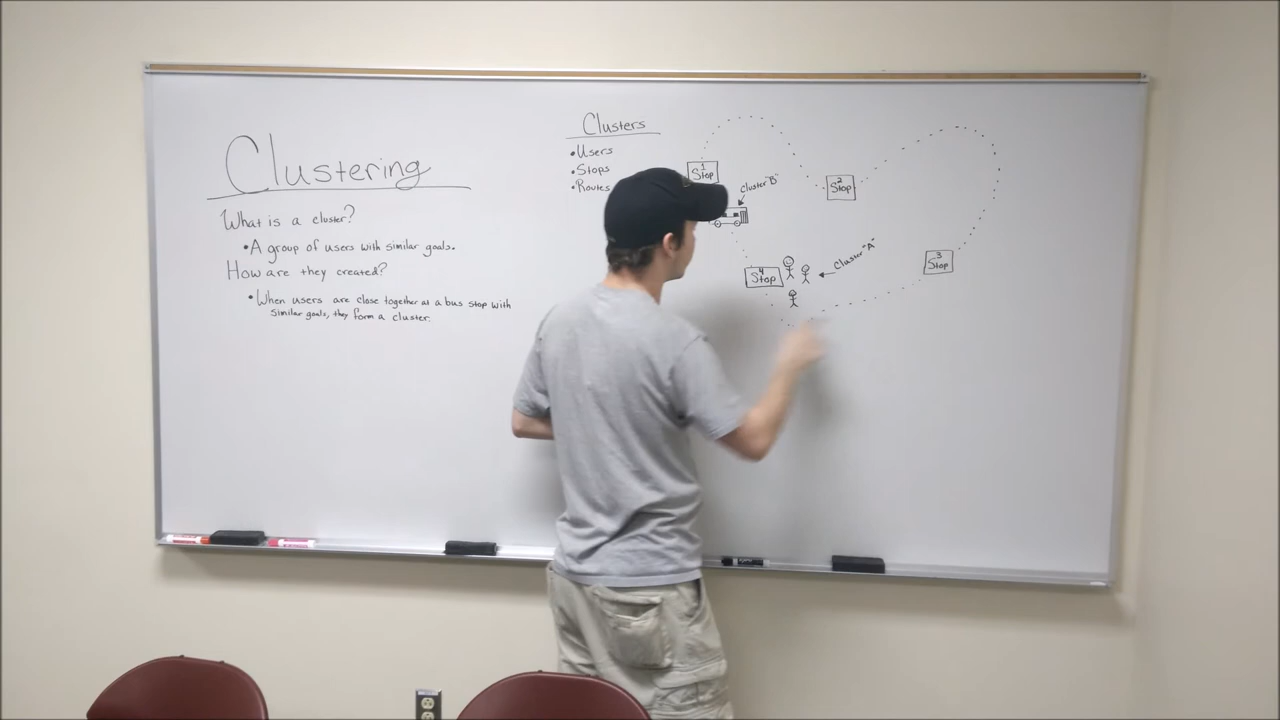 Clustering
What is a cluster?
•A group of users with similar goals.
How are they created?
•When users are close together at a bus stop with
similar goals, they form a cluster.
Clusters
•Users
•Stops
•Routes
1
Stop
Cluster "B"
2
Stop
4
Stop
Cluster "A"
3
Stop